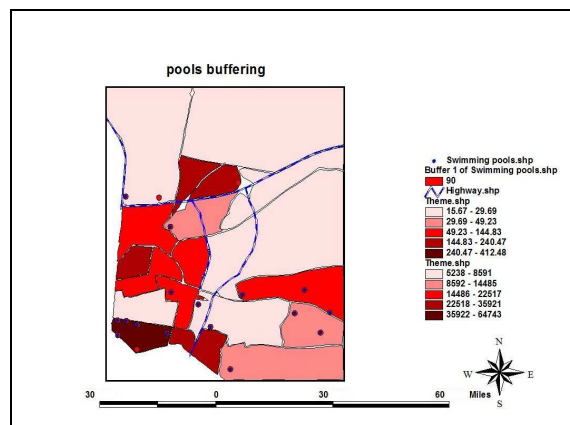 pools buffering
Swimming pools.shp
Buffer 1 of Swimming pools.shp
90
Highway.shp
Theme.shp
15.67 - 29.69
29.69 - 49.23
49.23 - 144.83
144.83 - 240.47
240.47 - 412.48
Theme.shp
5238 - 8591
8592 - 14485
14486 - 22517
22518 - 35921
35922 - 64743
N
W E
S
30 0 30 60 Miles